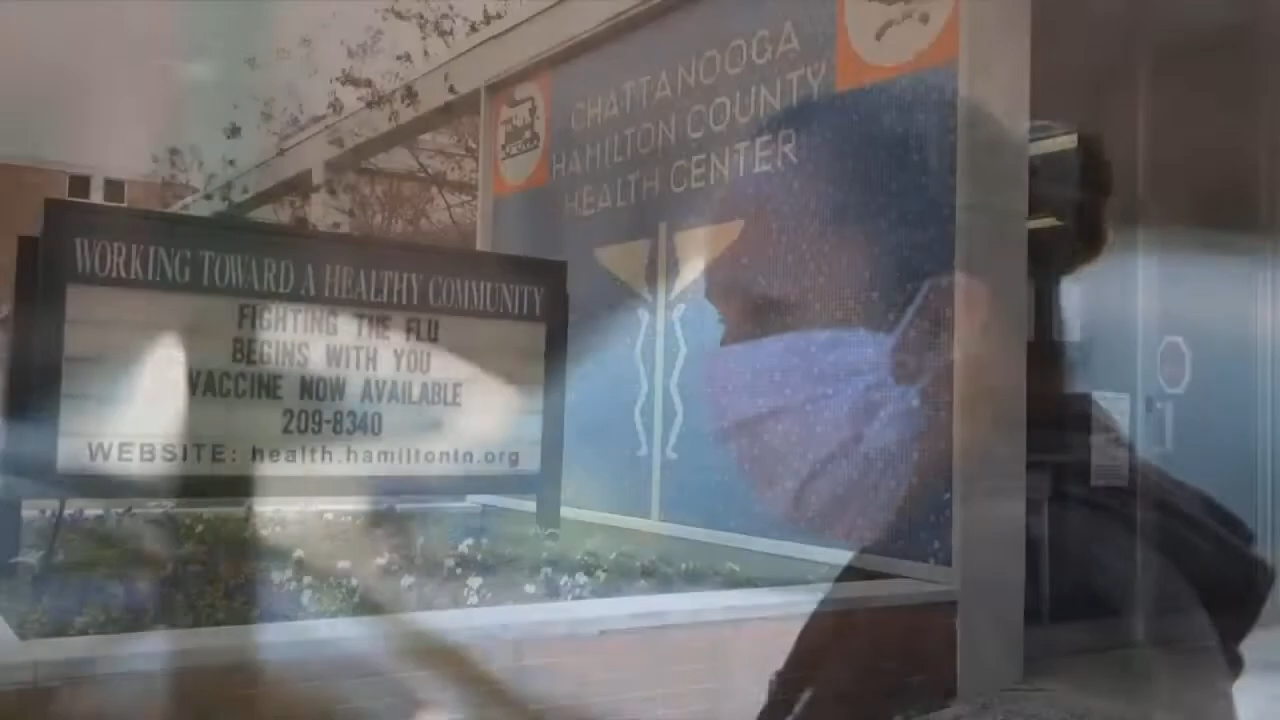 CHATTANOOGA
HAMILTON COUNTY
HEALTH CENTER
WORKING TOWARD A HEALTHY COMMUNITY
FIGHTING THE FLU
BEGINS WITH YOU
VACCINE NOW AVAILABLE
209-8340
WEBSITE: health.hamiltontn.org